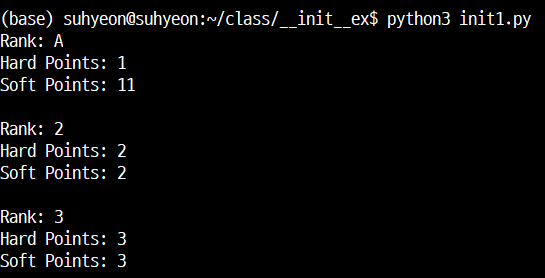 (base) suhyeon@suhyeon:~/class/__init__ex$ python3 init1.py
Rank: A
Hard Points: 1
Soft Points: 11
Rank: 2
Hard Points: 2
Soft Points: 2
Rank: 3
Hard Points: 3
Soft Points: 3